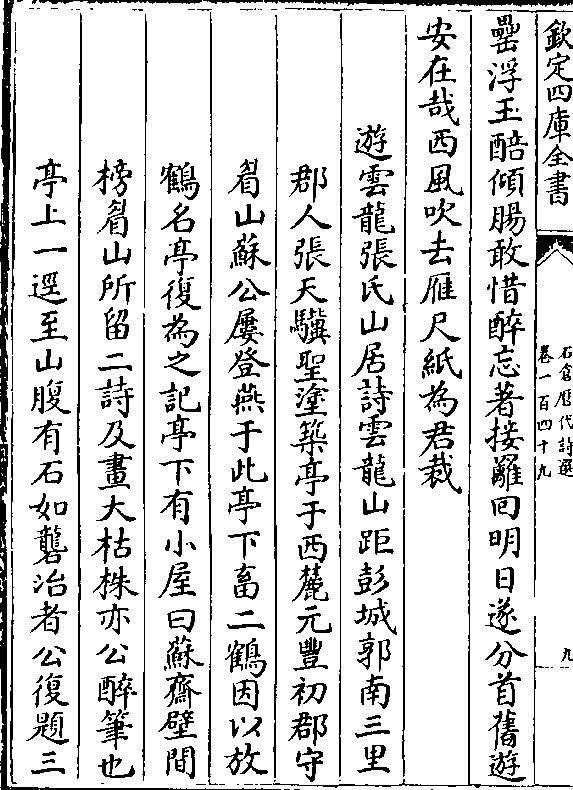 欽定四庫全書
石倉歷代詩選
卷一百四十九
九
罍浮玉醅傾腸敢惜醉忘著接䍦回明日遂分首舊遊
安在哉西風吹去雁尺紙為君裁
遊雲龍張氏山居詩雲龍山距彭城郭南三里
郡人張天驥聖塗築亭于西麓元豐初郡守
眉山蘇公屢登燕于此亭下畜二鶴因以放
鶴名亭復為之記亭下有小屋曰蘇齋壁間
榜眉山所留二詩及畫大枯株亦公醉筆也
亭上一逕至山腹有石如礱治者公復題三